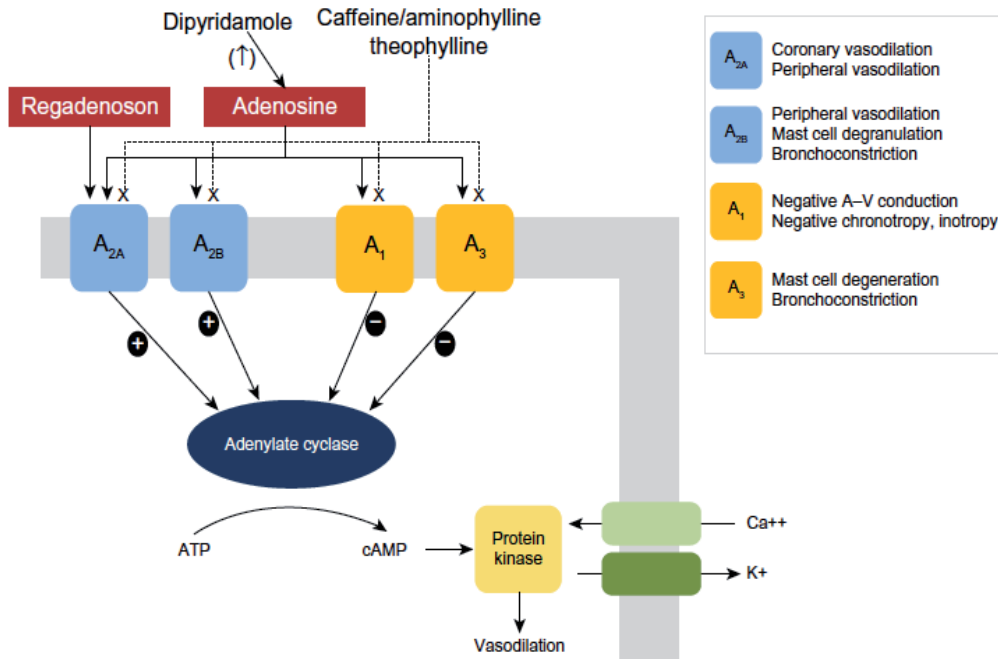 Dipyridamole
Caffeine/aminophylline
theophylline
(↑)
Regadenoson
Adenosine
X
X
X
X
A2A
A2B
A1
A3
+
+
−
−
Adenylate cyclase
ATP
cAMP
Protein
kinase
Vasodilation
Ca++
K+
A2A
Coronary vasodilation
Peripheral vasodilation
A2B
Peripheral vasodilation
Mast cell degranulation
Bronchoconstriction
A1
Negative A–V conduction
Negative chronotropy, inotropy
A3
Mast cell degeneration
Bronchoconstriction